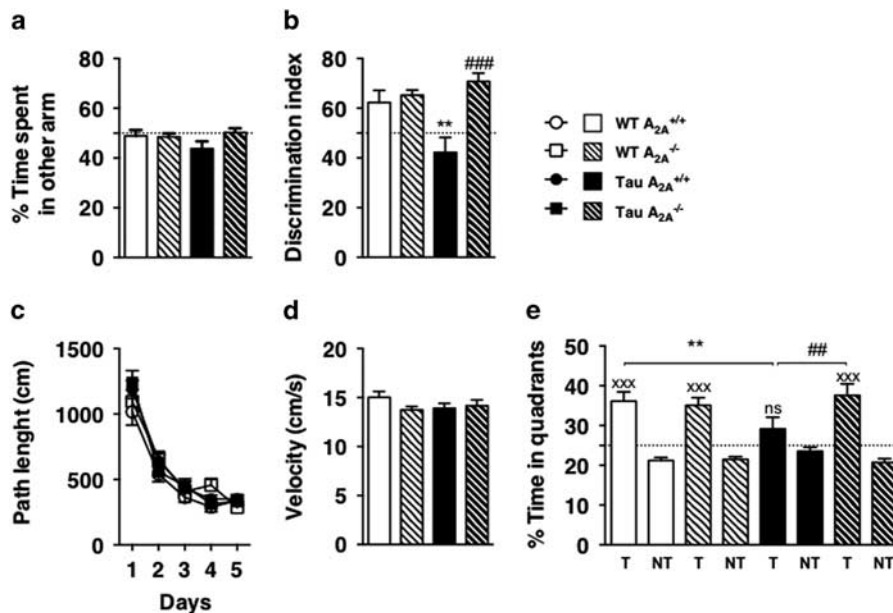 a
% Time spent
in other arm
80
60
40
20
0
b
Discrimination index
80
60
40
20
0
**
###
WT A2A+/+
WT A2A-/-
Tau A2A+/+
Tau A2A-/-
c
Path lenght (cm)
1500
1000
500
0
1 2 3 4 5
Days
d
Velocity (cm/s)
20
15
10
5
0
e
% Time in quadrants
50
40
30
20
10
0
** ##
xxx xxx ns xxx
T NT T NT T NT T NT